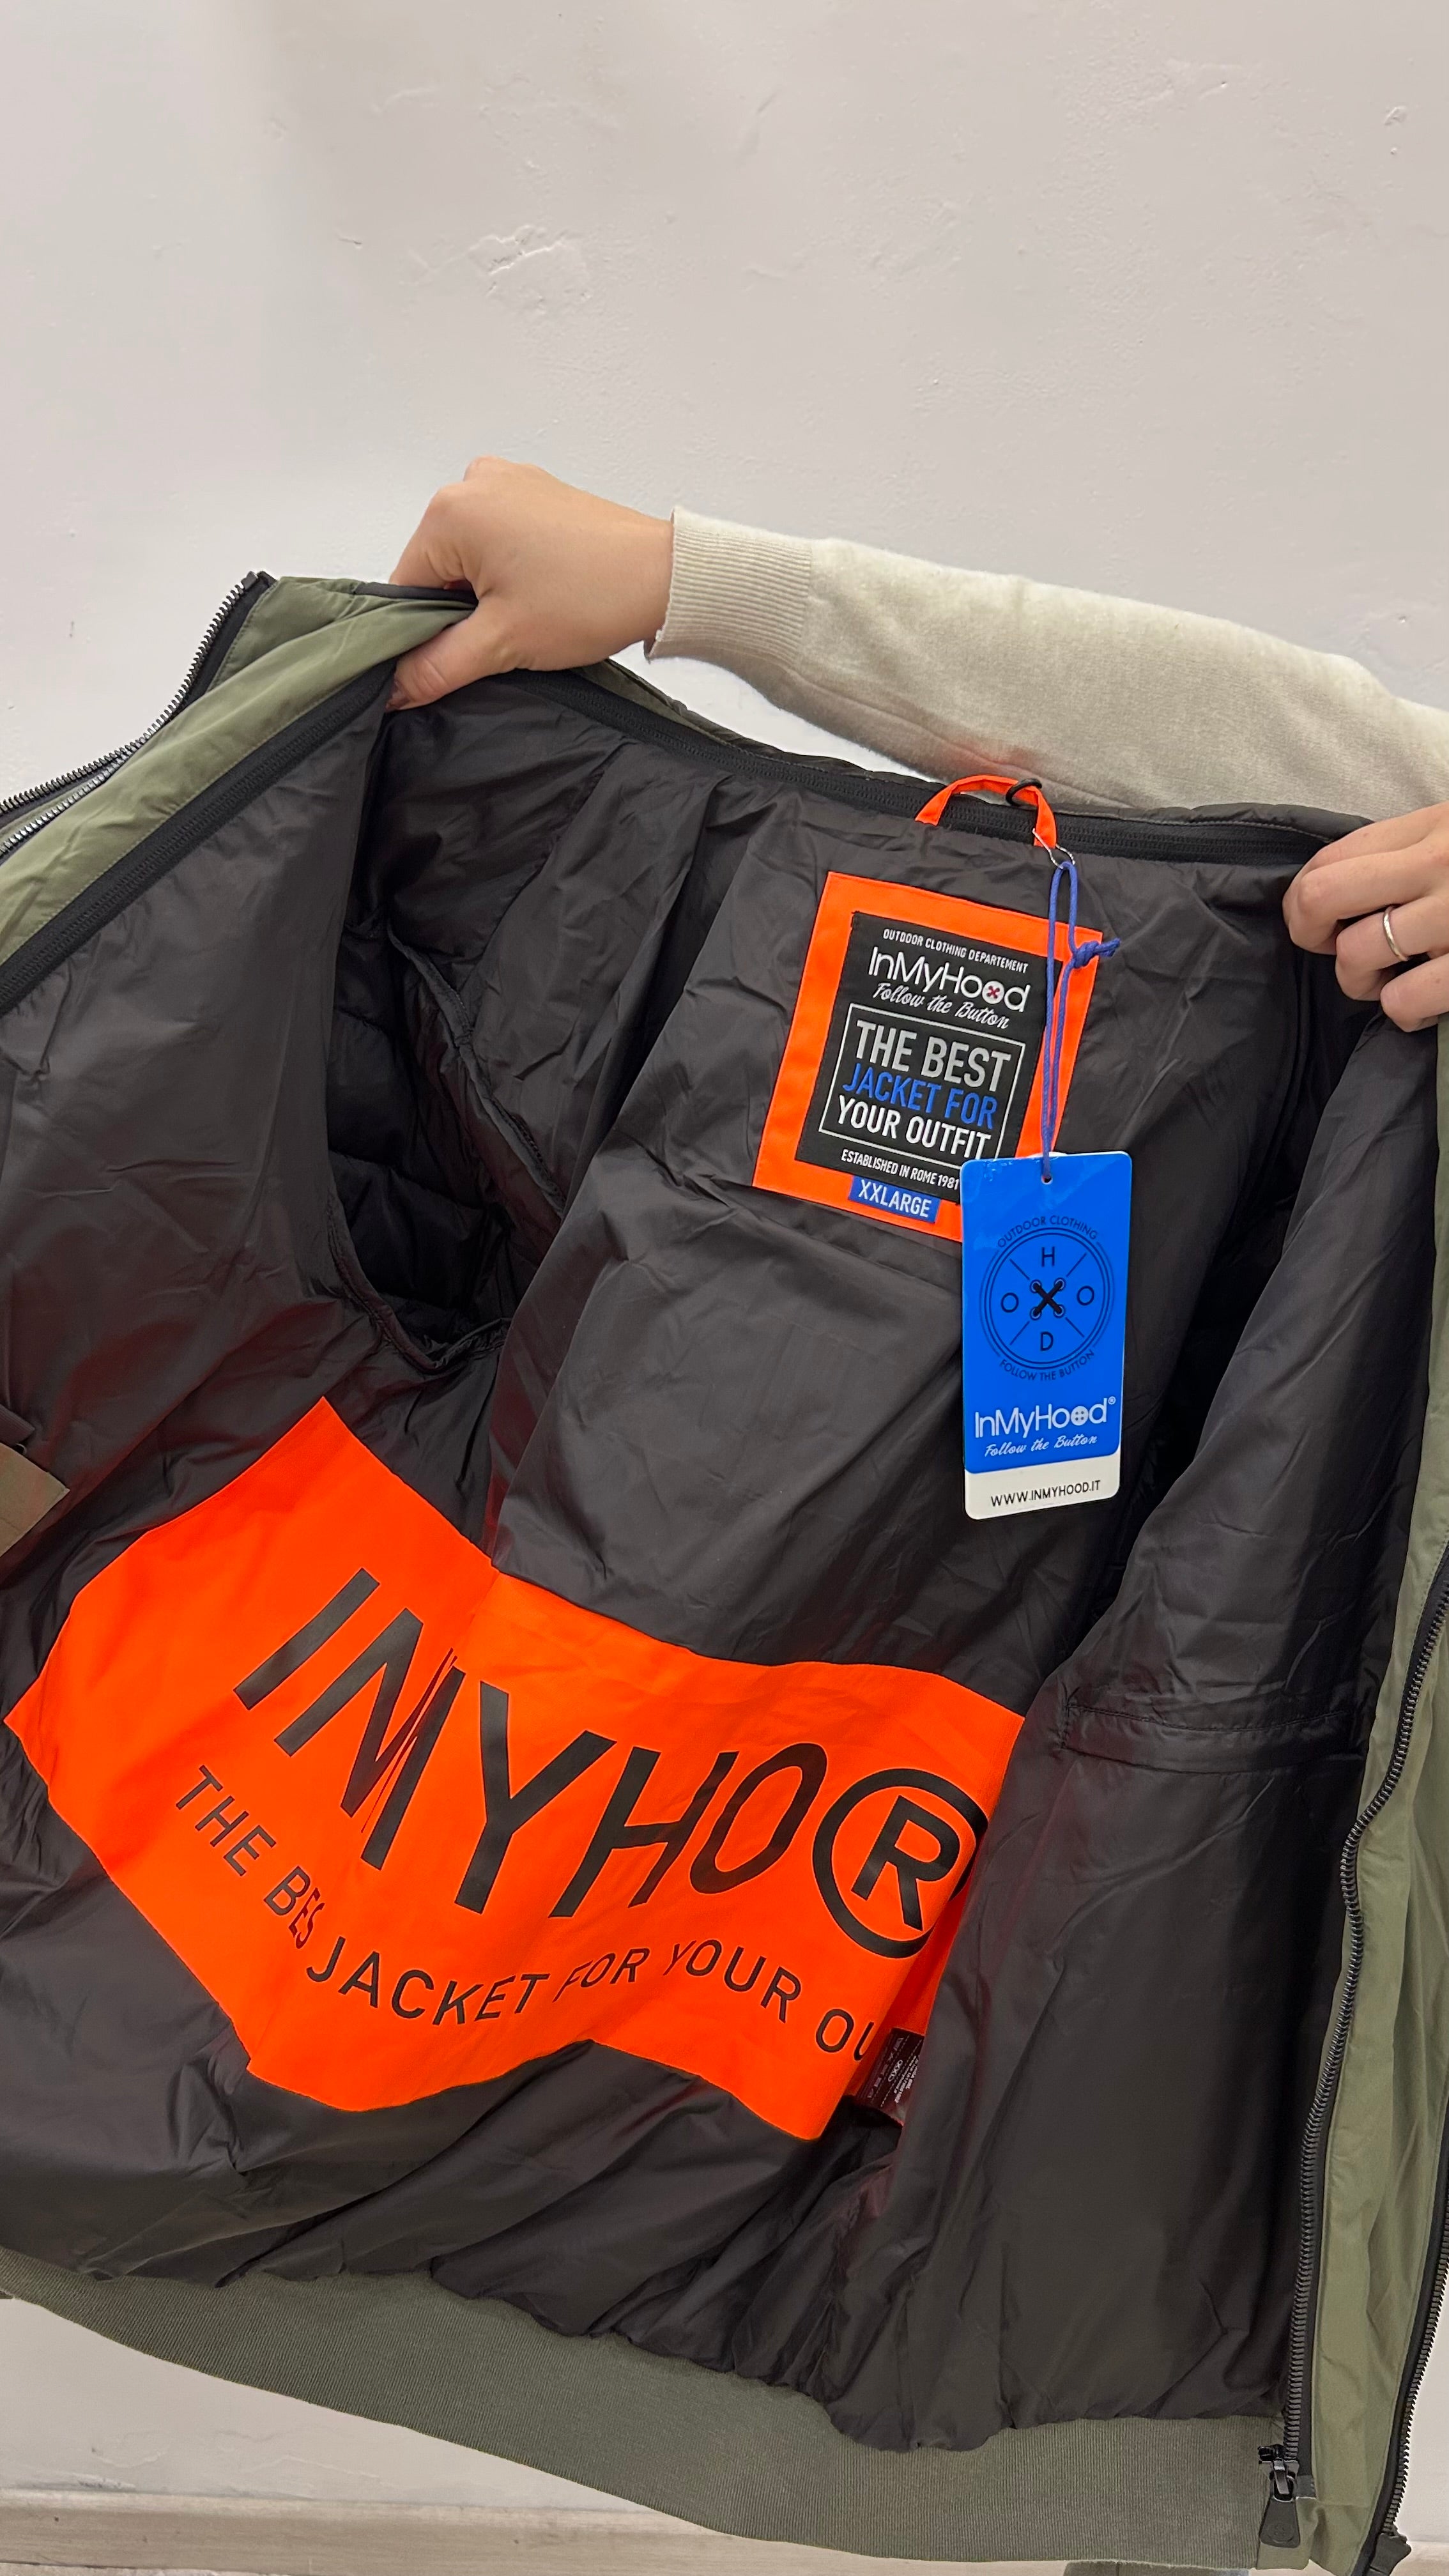 OUTDOOR CLOTHING DEPARTEMENT
InMyHood
Follow the Button
THE BEST
JACKET FOR
YOUR OUTFIT
ESTABLISHED IN ROME 1981
XXLARGE
OUTDOOR CLOTHING
H
O O
D
FOLLOW THE BUTTON
InMyHood®
Follow the Button
WWW.INMYHOOD.IT
INMYHO®
THE BES JACKET FOR YOUR OU